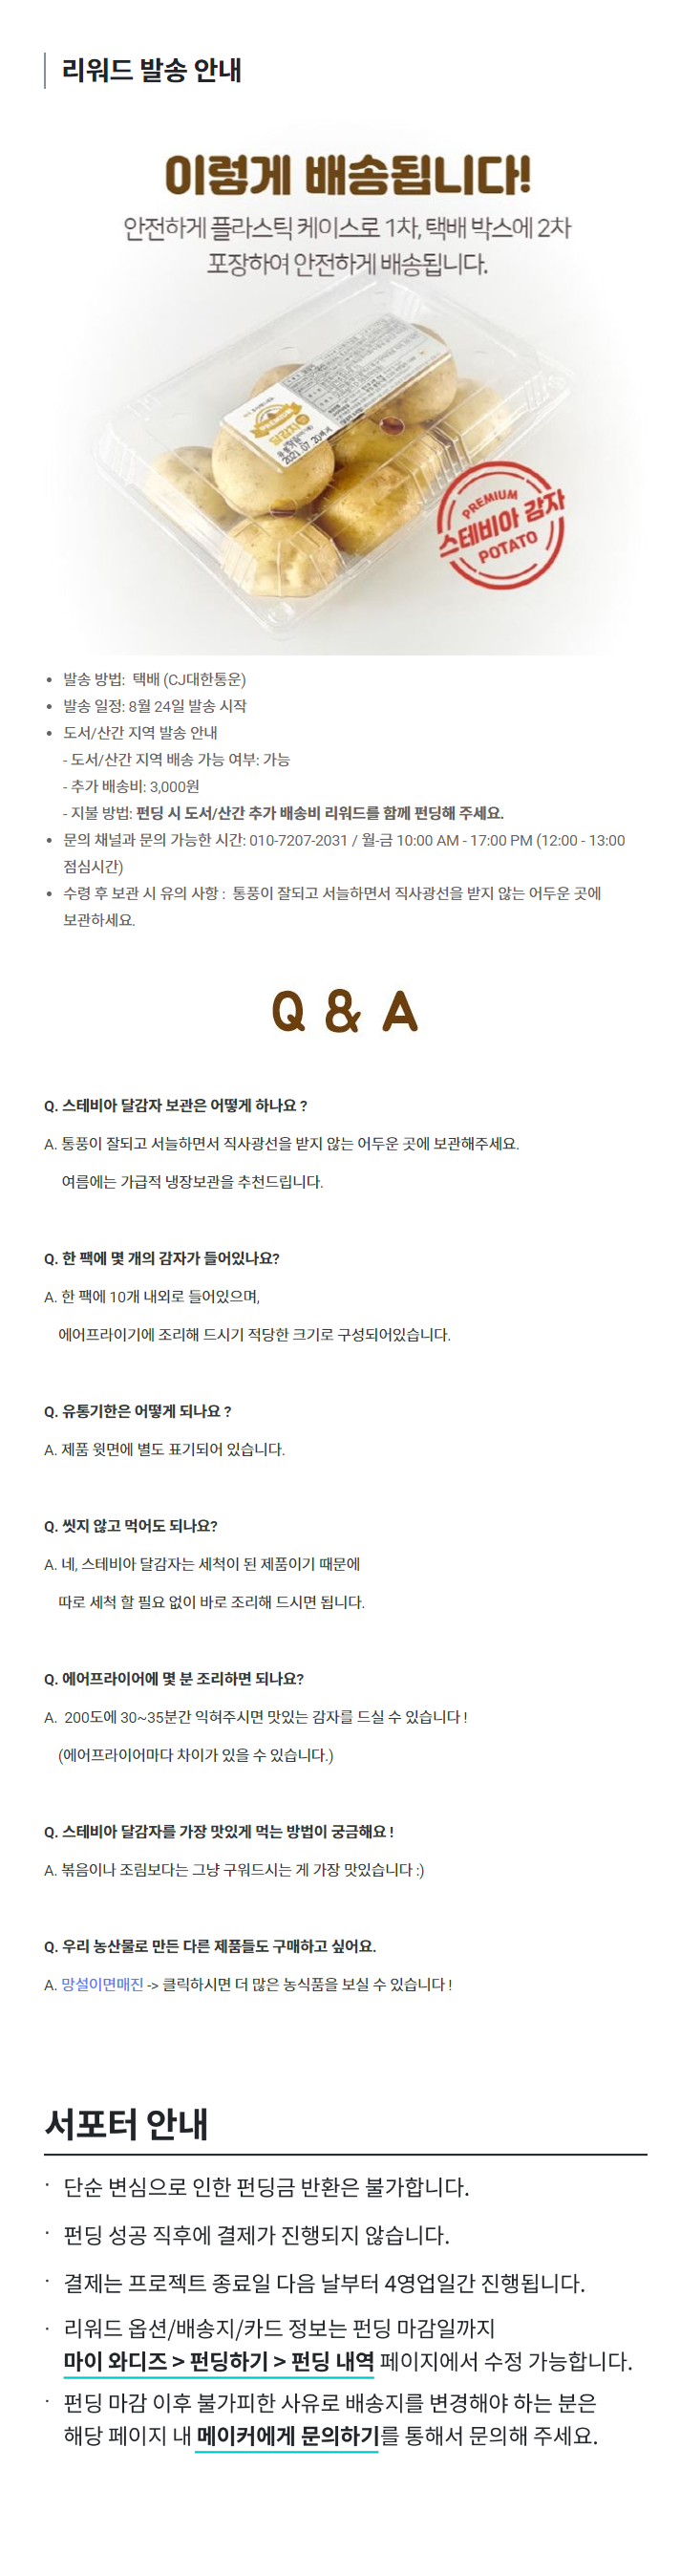 리워드 발송 안내
이렇게 배송됩니다!
안전하게 플라스틱 케이스로 1차, 택배 박스에 2차
포장하여 안전하게 배송됩니다.
PREMIUM
달감자
2021. 07. 20
PREMIUM
스테비아 감자
POTATO
• 발송 방법: 택배 (CJ대한통운)
• 발송 일정: 8월 24일 발송 시작
• 도서/산간 지역 발송 안내
- 도서/산간 지역 배송 가능 여부: 가능
- 추가 배송비: 3,000원
- 지불 방법: 펀딩 시 도서/산간 추가 배송비 리워드를 함께 펀딩해 주세요.
• 문의 채널과 문의 가능한 시간: 010-7207-2031 / 월-금 10:00 AM - 17:00 PM (12:00 - 13:00
점심시간)
• 수령 후 보관 시 유의 사항 : 통풍이 잘되고 서늘하면서 직사광선을 받지 않는 어두운 곳에
보관하세요.
Q & A
Q. 스테비아 달감자 보관은 어떻게 하나요 ?
A. 통풍이 잘되고 서늘하면서 직사광선을 받지 않는 어두운 곳에 보관해주세요.
여름에는 가급적 냉장보관을 추천드립니다.
Q. 한 팩에 몇 개의 감자가 들어있나요?
A. 한 팩에 10개 내외로 들어있으며,
에어프라이기에 조리해 드시기 적당한 크기로 구성되어있습니다.
Q. 유통기한은 어떻게 되나요 ?
A. 제품 윗면에 별도 표기되어 있습니다.
Q. 씻지 않고 먹어도 되나요?
A. 네, 스테비아 달감자는 세척이 된 제품이기 때문에
따로 세척 할 필요 없이 바로 조리해 드시면 됩니다.
Q. 에어프라이어에 몇 분 조리하면 되나요?
A. 200도에 30~35분간 익혀주시면 맛있는 감자를 드실 수 있습니다 !
(에어프라이어마다 차이가 있을 수 있습니다.)
Q. 스테비아 달감자를 가장 맛있게 먹는 방법이 궁금해요 !
A. 볶음이나 조림보다는 그냥 구워드시는 게 가장 맛있습니다 :)
Q. 우리 농산물로 만든 다른 제품들도 구매하고 싶어요.
A. 망설이면매진 -> 클릭하시면 더 많은 농식품을 보실 수 있습니다 !
서포터 안내
· 단순 변심으로 인한 펀딩금 반환은 불가합니다.
· 펀딩 성공 직후에 결제가 진행되지 않습니다.
· 결제는 프로젝트 종료일 다음 날부터 4영업일간 진행됩니다.
· 리워드 옵션/배송지/카드 정보는 펀딩 마감일까지
마이 와디즈 > 펀딩하기 > 펀딩 내역 페이지에서 수정 가능합니다.
· 펀딩 마감 이후 불가피한 사유로 배송지를 변경해야 하는 분은
해당 페이지 내 메이커에게 문의하기를 통해서 문의해 주세요.